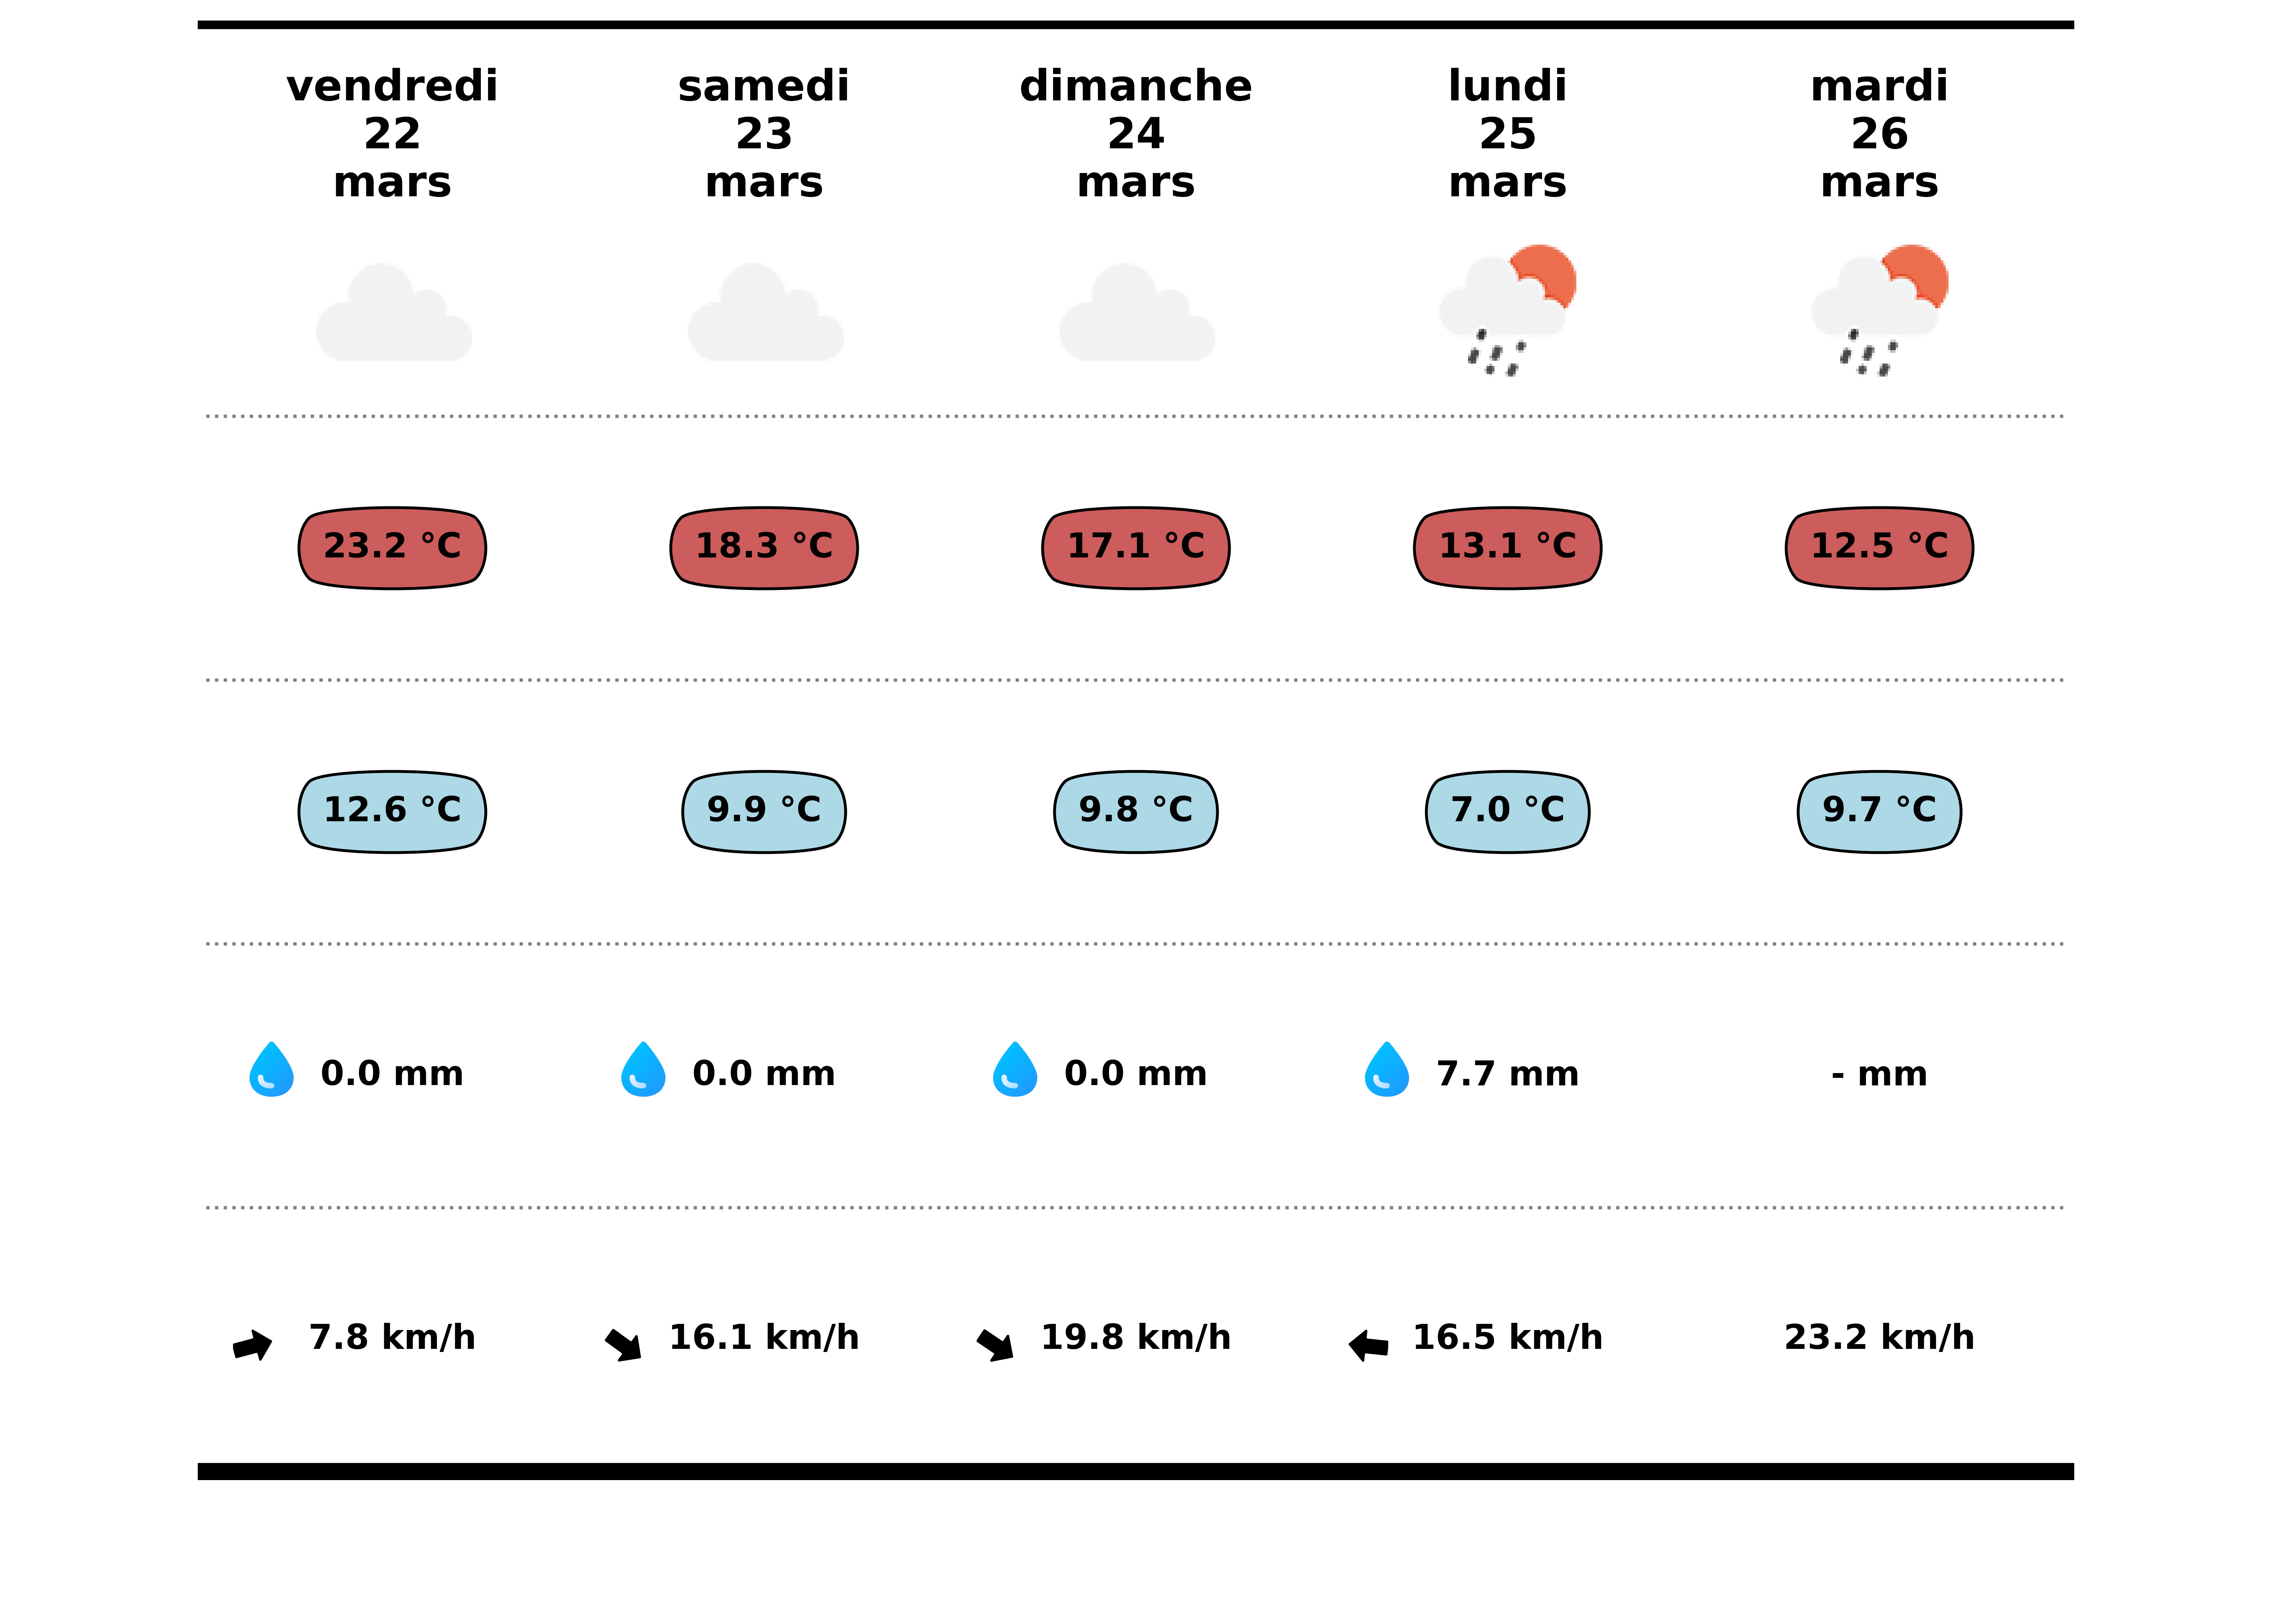 vendredi
22
mars
samedi
23
mars
dimanche
24
mars
lundi
25
mars
mardi
26
mars
23.2 °C
18.3 °C
17.1 °C
13.1 °C
12.5 °C
12.6 °C
9.9 °C
9.8 °C
7.0 °C
9.7 °C
0.0 mm
0.0 mm
0.0 mm
7.7 mm
- mm
7.8 km/h
16.1 km/h
19.8 km/h
16.5 km/h
23.2 km/h